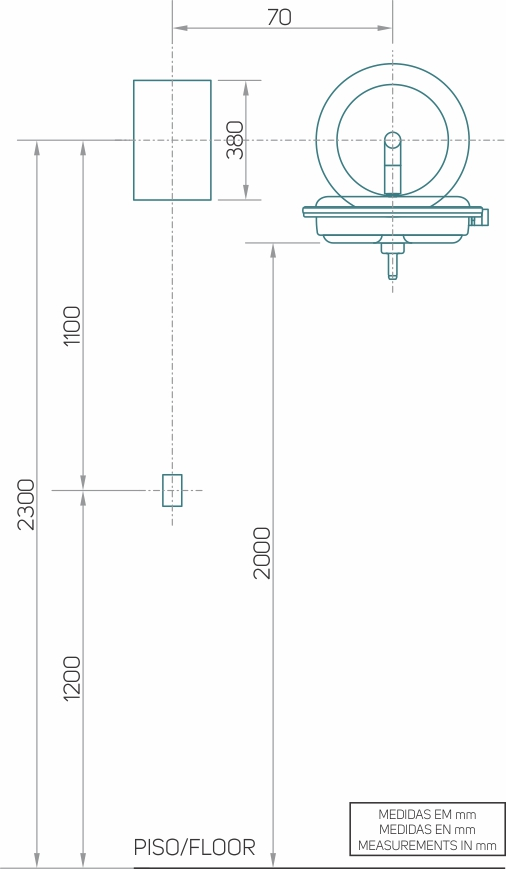 70
380
1100
2300
2000
1200
PISO/FLOOR
MEDIDAS EM mm
MEDIDAS EN mm
MEASUREMENTS IN mm